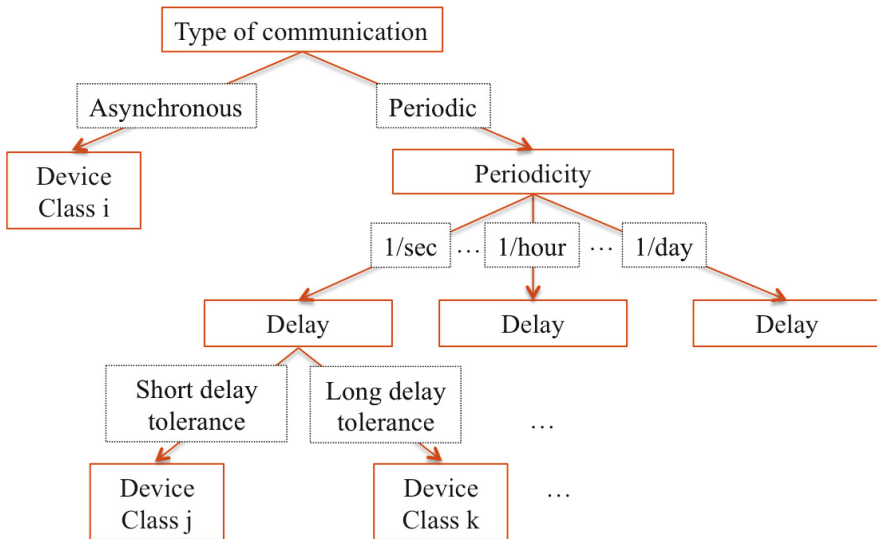 Type of communication
Asynchronous
Periodic
Device
Class i
Periodicity
1/sec
...
1/hour
...
1/day
Delay
Delay
Delay
Short delay
tolerance
Long delay
tolerance
...
Device
Class j
Device
Class k
...